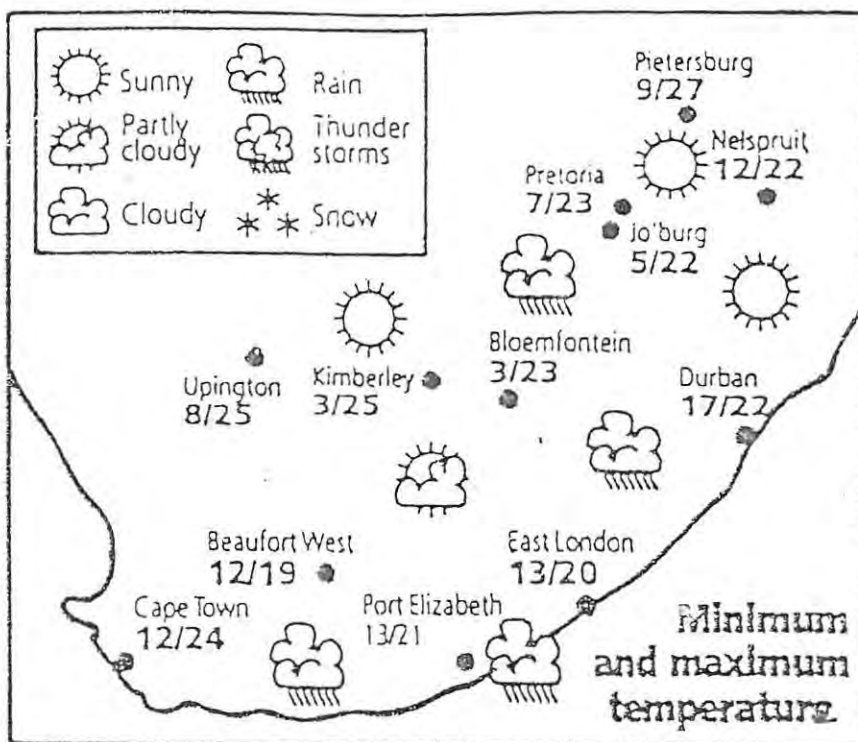 Sunny
Rain
Partly
cloudy
Thunder
storms
Cloudy
Snow
Pietersburg
9/27
Nelspruit
12/22
Pretoria
7/23
Jo'burg
5/22
Bloemfontein
3/23
Upington
8/25
Kimberley
3/25
Durban
17/22
Beaufort West
12/19
East London
13/20
Cape Town
12/24
Port Elizabeth
13/21
Minimum
and maximum
temperature